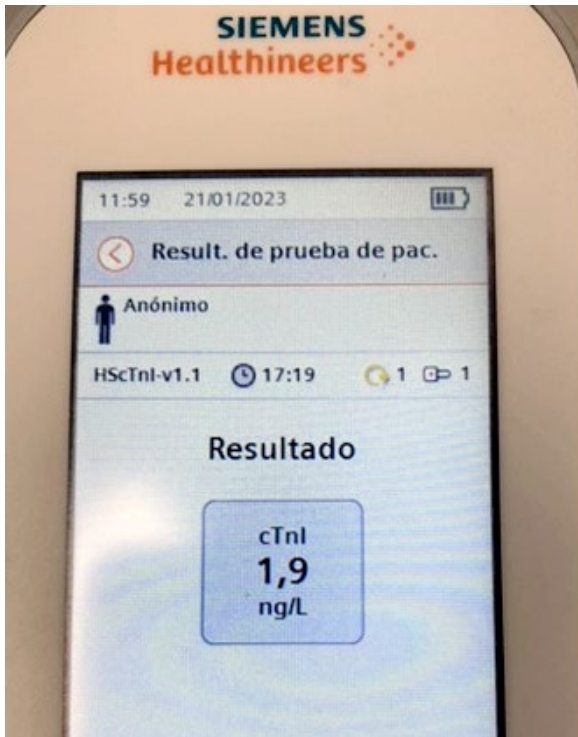 SIEMENS
Healthineers
11:59 21/01/2023
Result. de prueba de pac.
Anónimo
HScTnI-v1.1 17:19 1 1
Resultado
cTnI
1,9
ng/L